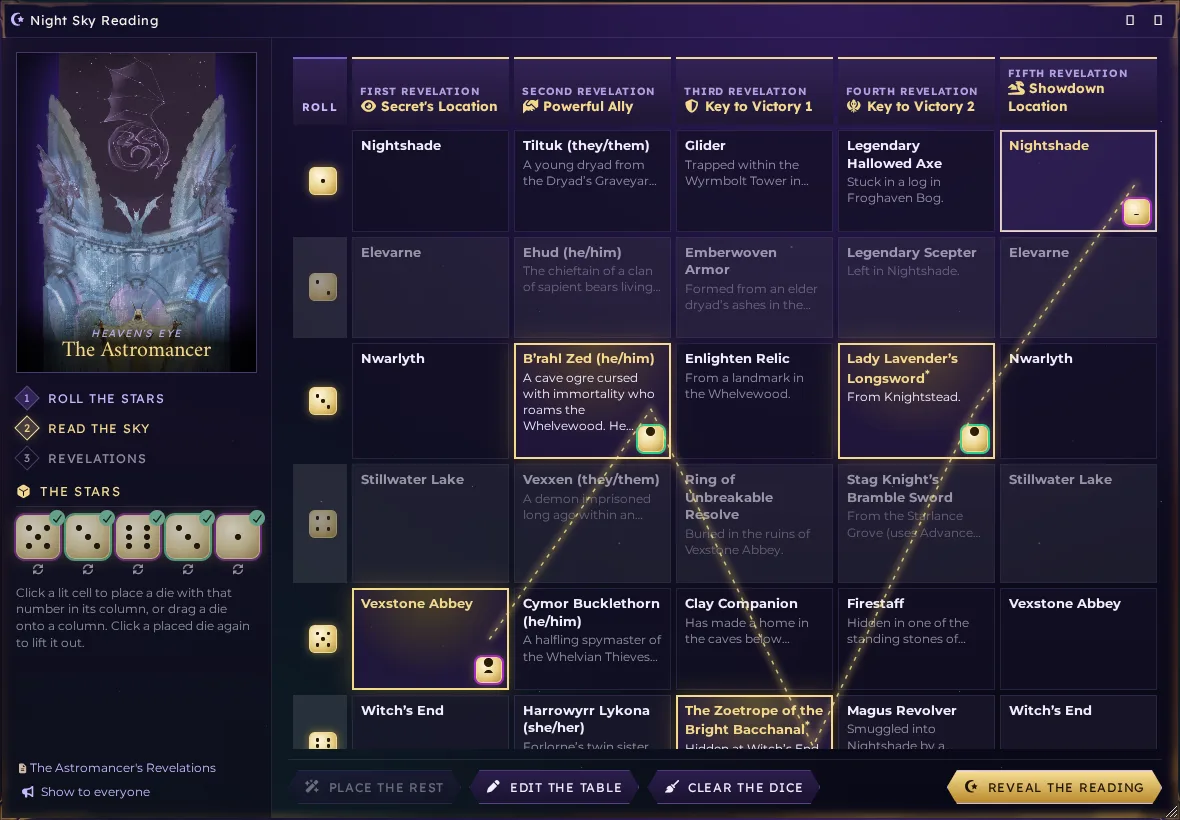 Night Sky Reading
HEAVEN'S EYE
The Astromancer
1 ROLL THE STARS
2 READ THE SKY
3 REVELATIONS
THE STARS
Click a lit cell to place a die with that
number in its column, or drag a die
onto a column. Click a placed die again
to lift it out.
The Astromancer's Revelations
Show to everyone
ROLL
FIRST REVELATION
Secret's Location
SECOND REVELATION
Powerful Ally
THIRD REVELATION
Key to Victory 1
FOURTH REVELATION
Key to Victory 2
FIFTH REVELATION
Showdown
Location
Nightshade
Tiltuk (they/them)
A young dryad from
the Dryad's Graveyar...
Glider
Trapped within the
Wyrmbolt Tower in...
Legendary
Hallowed Axe
Stuck in a log in
Froghaven Bog.
Nightshade
Elevarne
Ehud (he/him)
The chieftain of a clan
of sapient bears living...
Emberwoven
Armor
Formed from an elder
dryad's ashes in the...
Legendary Scepter
Left in Nightshade.
Elevarne
Nwarlyth
B'rahl Zed (he/him)
A cave ogre cursed
with immortality who
roams the
Whelvewood. He...
Enlighten Relic
From a landmark in
the Whelvewood.
Lady Lavender's
Longsword*
From Knightstead.
Nwarlyth
Stillwater Lake
Vexxen (they/them)
A demon imprisoned
long ago within an...
Ring of
Unbreakable
Resolve
Buried in the ruins of
Vexstone Abbey.
Stag Knight's
Bramble Sword
From the Starlance
Grove (uses Advance...
Stillwater Lake
Vexstone Abbey
Cymor Bucklethorn
(he/him)
A halfling spymaster of
the Whelvian Thieves...
Clay Companion
Has made a home in
the caves below...
Firestaff
Hidden in one of the
standing stones of...
Vexstone Abbey
Witch's End
Harrowyrr Lykona
(she/her)
Forlorne's twin sister
The Zoetrope of the
Bright Bacchanal*
Hidden at Witch's End
Magus Revolver
Smuggled into
Nightshade by a
Witch's End
PLACE THE REST
EDIT THE TABLE
CLEAR THE DICE
REVEAL THE READING